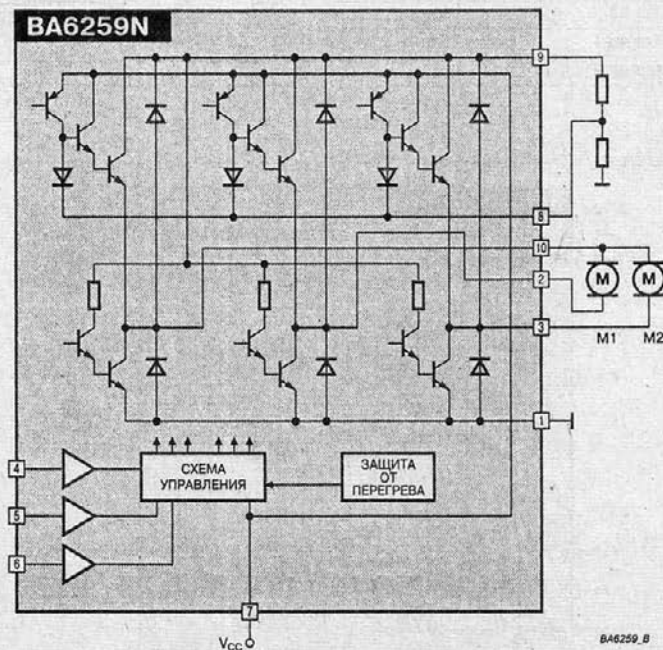 BA6259N
9
8
10
2
M M
3
M1 M2
1
4
СХЕМА УПРАВЛЕНИЯ
ЗАЩИТА ОТ ПЕРЕГРЕВА
5
6
7
VCC
BA6259_B